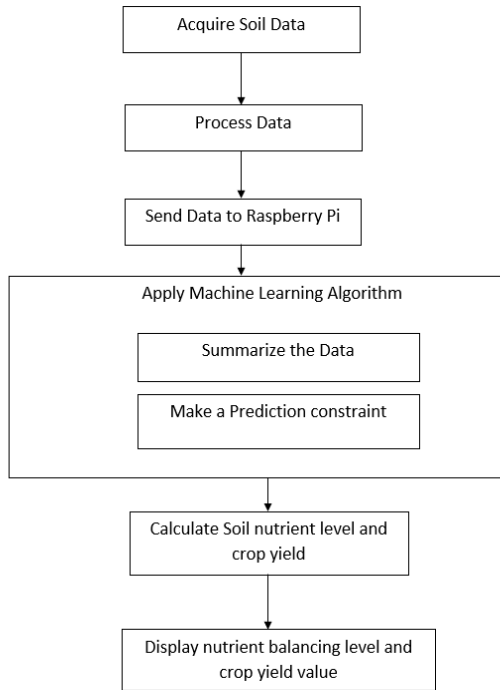 Acquire Soil Data
Process Data
Send Data to Raspberry Pi
Apply Machine Learning Algorithm
Summarize the Data
Make a Prediction constraint
Calculate Soil nutrient level and
crop yield
Display nutrient balancing level and
crop yield value